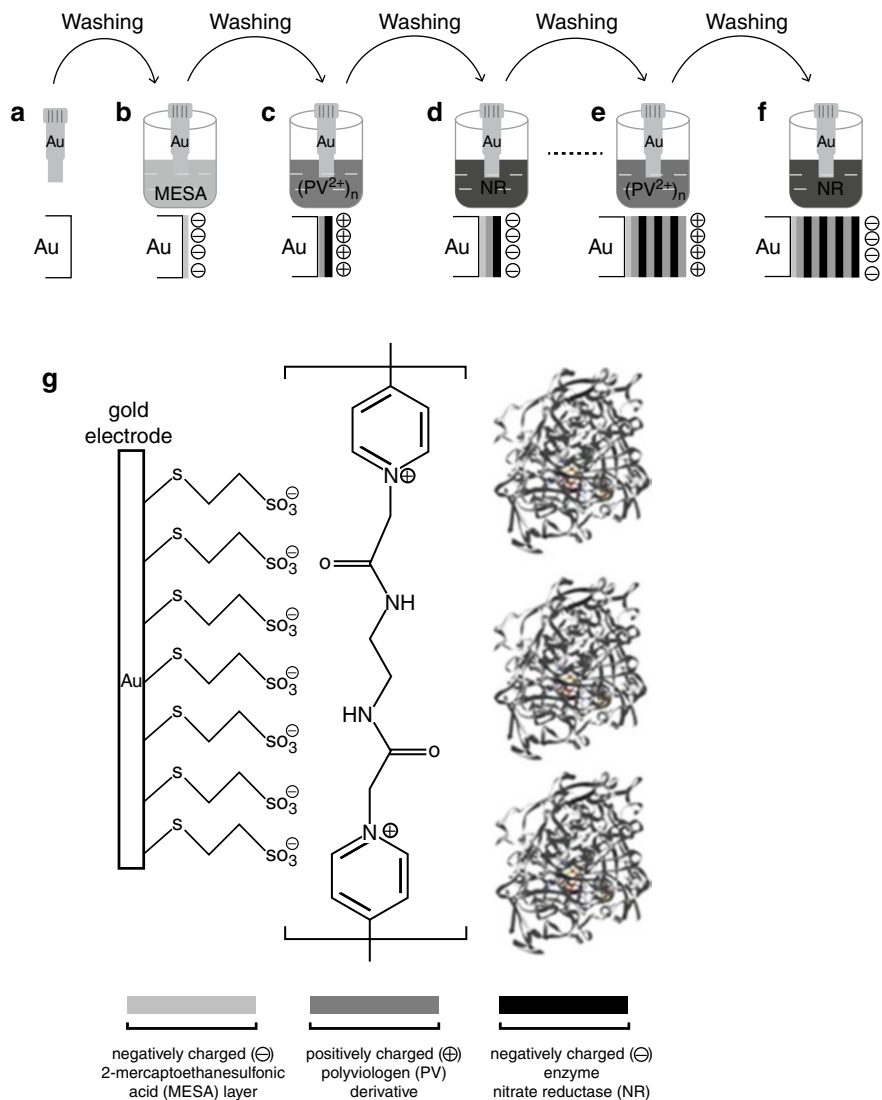 Washing Washing Washing Washing Washing
a b c d e f
Au Au Au Au Au Au
MESA (PV2+)n NR (PV2+)n NR
Au Au Au Au Au Au
⊖ ⊕ ⊖ ⊕ ⊖
⊖ ⊕ ⊖ ⊕ ⊖
⊖ ⊕ ⊖ ⊕ ⊖
⊖ ⊕ ⊖ ⊕ ⊖
g
gold
electrode
S SO3⊖
S SO3⊖
S SO3⊖
Au S SO3⊖
S SO3⊖
S SO3⊖
S SO3⊖
N⊕
O
NH
HN
O
N⊕
negatively charged (⊖)
2-mercaptoethanesulfonic
acid (MESA) layer
positively charged (⊕)
polyviologen (PV)
derivative
negatively charged (⊖)
enzyme
nitrate reductase (NR)